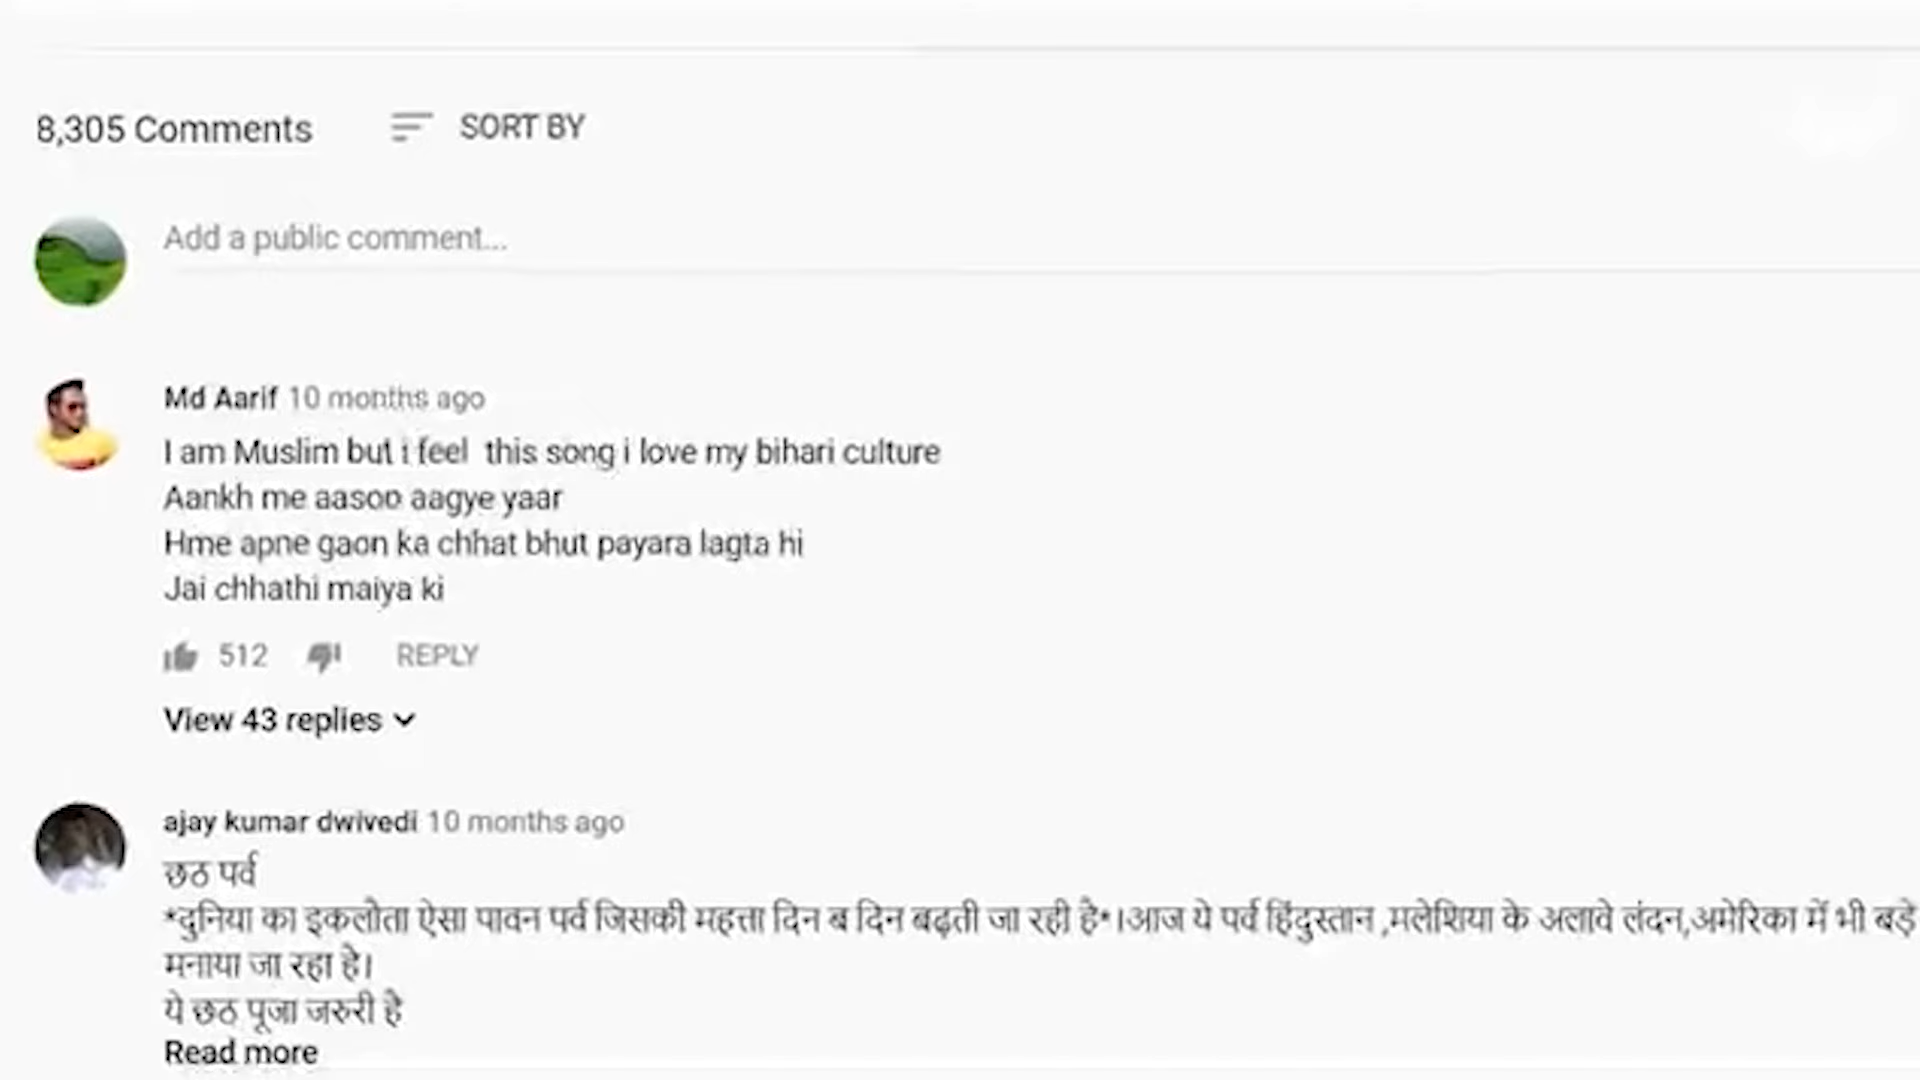 8,305 Comments SORT BY
Add a public comment...
Md Aarif 10 months ago
I am Muslim but i feel this song i love my bihari culture
Aankh me aasoo aagye yaar
Hme apne gaon ka chhat bhut payara lagta hi
Jai chhathi maiya ki
512 REPLY
View 43 replies
ajay kumar dwivedi 10 months ago
छठ पर्व
*दुनिया का इकलौता ऐसा पावन पर्व जिसकी महत्ता दिन ब दिन बढ़ती जा रही है*।आज ये पर्व हिंदुस्तान ,मलेशिया के अलावे लंदन,अमेरिका में भी बड़े
मनाया जा रहा है।
ये छठ पूजा जरुरी है
Read more